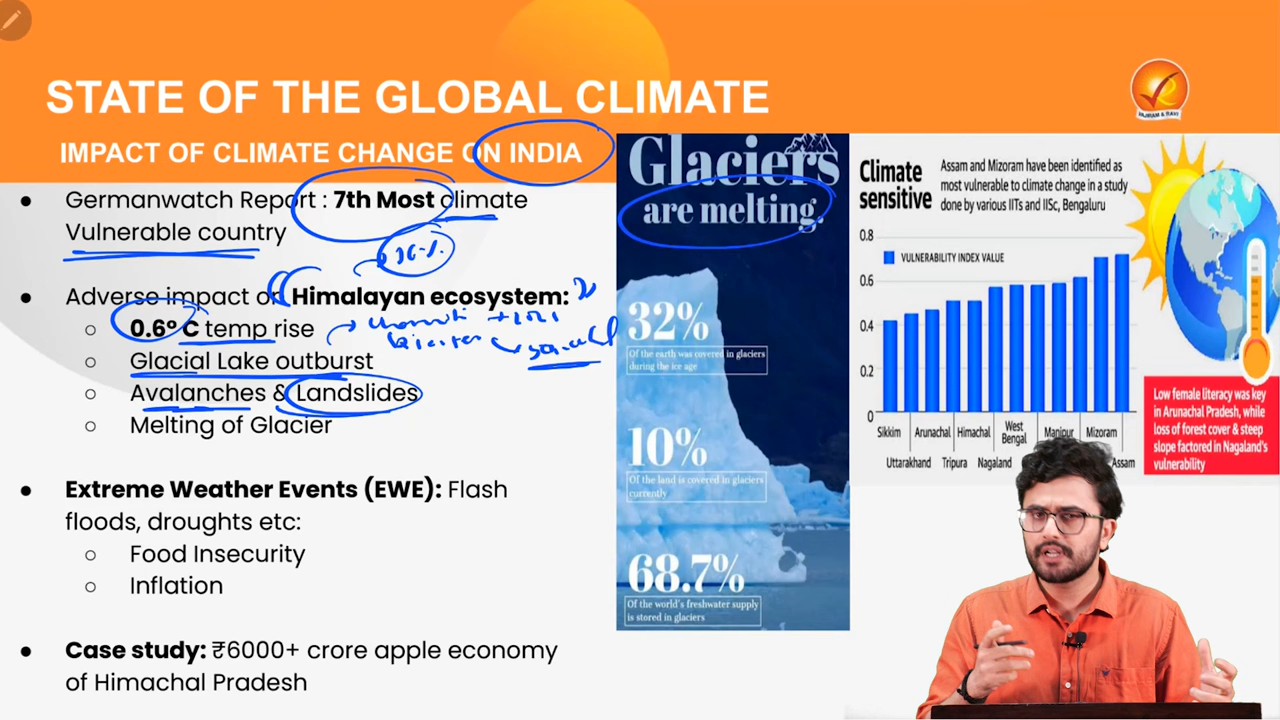 STATE OF THE GLOBAL CLIMATE
IMPACT OF CLIMATE CHANGE ON INDIA
BAJIRAM & RAVI
● Germanwatch Report : 7th Most climate
Vulnerable country
● Adverse impact on Himalayan ecosystem:
○ 0.6° C temp rise
○ Glacial Lake outburst
○ Avalanches & Landslides
○ Melting of Glacier
● Extreme Weather Events (EWE): Flash
floods, droughts etc:
○ Food Insecurity
○ Inflation
● Case study: ₹6000+ crore apple economy
of Himachal Pradesh
Glaciers
are melting.
32%
Of the earth was covered in glaciers
during the ice age
10%
Of the land is covered in glaciers
currently
68.7%
Of the world's freshwater supply
is stored in glaciers
Climate
sensitive
Assam and Mizoram have been identified as
most vulnerable to climate change in a study
done by various IITs and IISc, Bengaluru
0.8
VULNERABILITY INDEX VALUE
0.6
0.4
0.2
0
Sikkim Arunachal Himachal West Bengal Manipur Mizoram
Uttarakhand Tripura Nagaland Assam
Low female literacy was key
in Arunachal Pradesh, while
loss of forest cover & steep
slope factored in Nagaland's
vulnerability